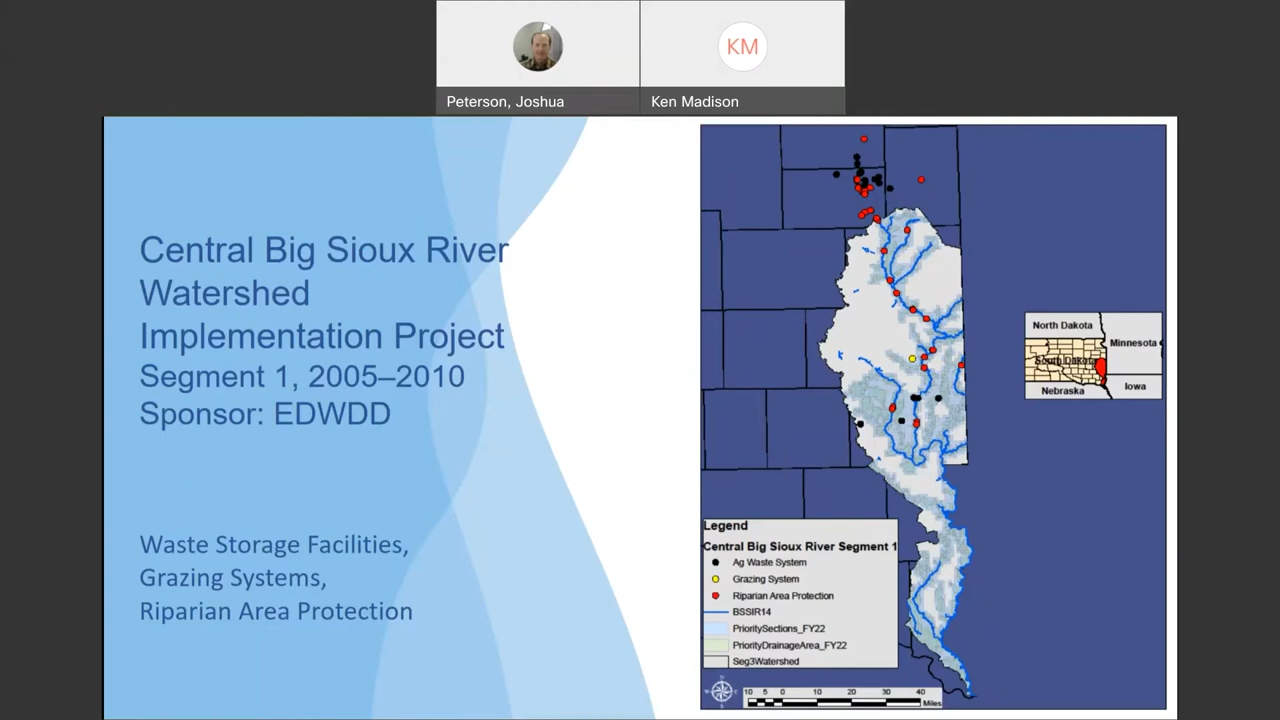 KM
Peterson, Joshua
Ken Madison
Central Big Sioux River
Watershed
Implementation Project
Segment 1, 2005–2010
Sponsor: EDWDD
Waste Storage Facilities,
Grazing Systems,
Riparian Area Protection
North Dakota
Minnesota
South Dakota
Nebraska
Iowa
Legend
Central Big Sioux River Segment 1
Ag Waste System
Grazing System
Riparian Area Protection
BSSIR14
PrioritySections_FY22
PriorityDrainageArea_FY22
Seg3Watershed
10 5 0 10 20 30 40
Miles